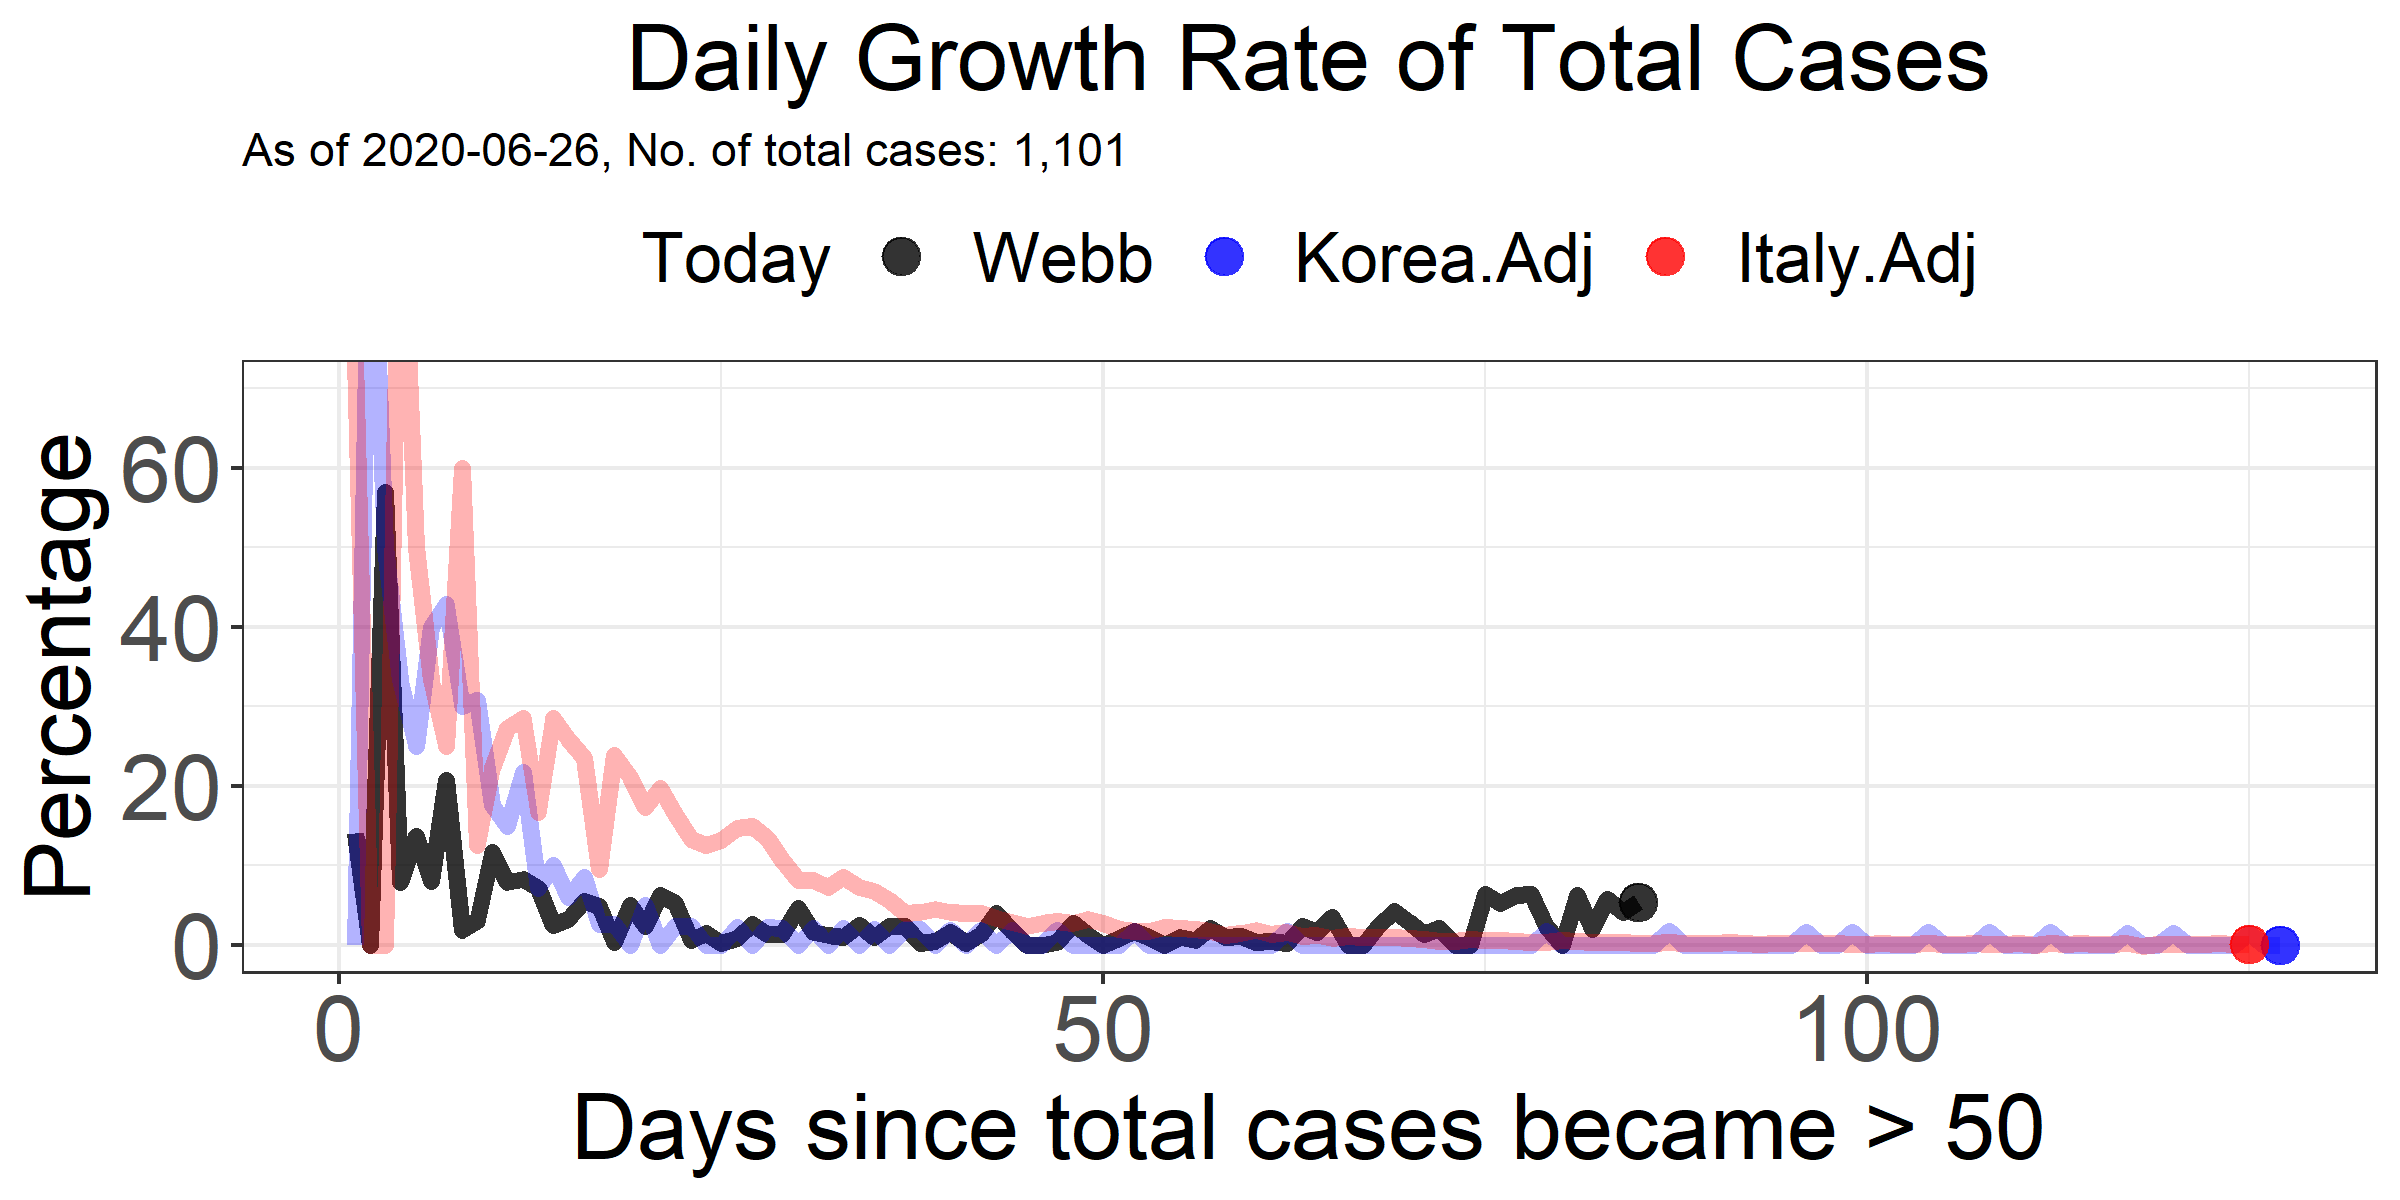 Daily Growth Rate of Total Cases
As of 2020-06-26, No. of total cases: 1,101
Today Webb Korea.Adj Italy.Adj
Percentage
60
40
20
0
0 50 100
Days since total cases became > 50